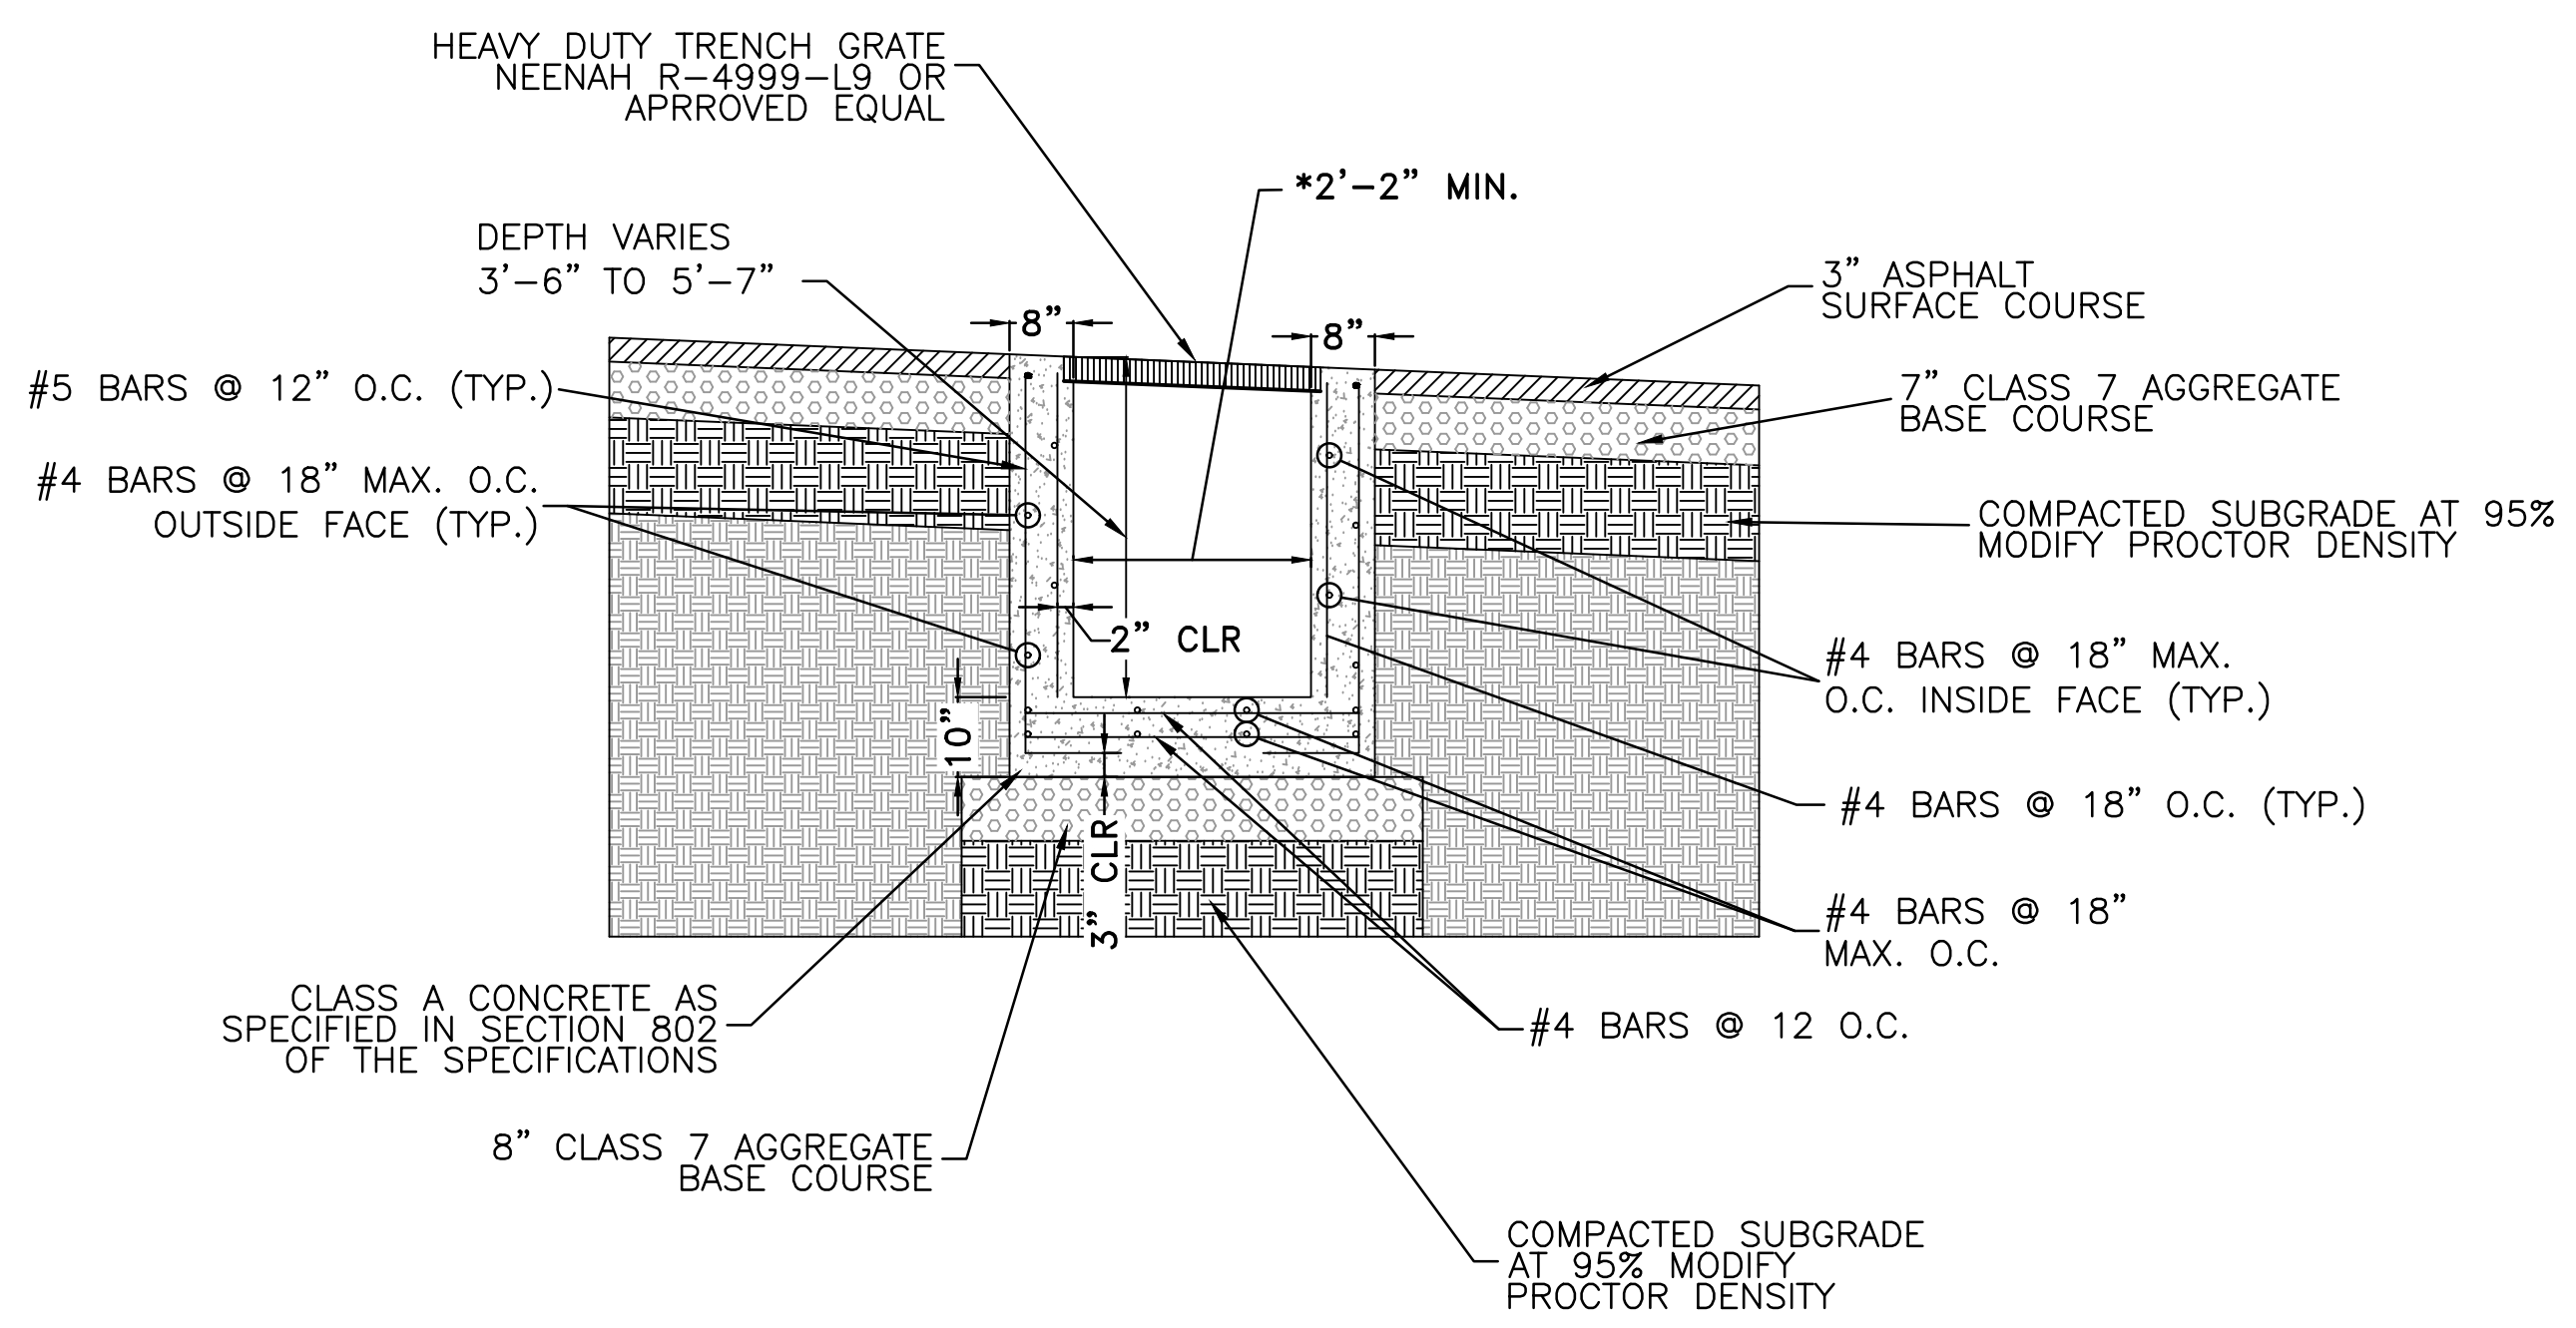 HEAVY DUTY TRENCH GRATE
NEENAH R-4999-L9 OR
APRROVED EQUAL
*2'-2" MIN.
DEPTH VARIES
3'-6" TO 5'-7"
3" ASPHALT
SURFACE COURSE
8"
8"
#5 BARS @ 12" O.C. (TYP.)
7" CLASS 7 AGGREGATE
BASE COURSE
#4 BARS @ 18" MAX. O.C.
OUTSIDE FACE (TYP.)
COMPACTED SUBGRADE AT 95%
MODIFY PROCTOR DENSITY
2" CLR
#4 BARS @ 18" MAX.
O.C. INSIDE FACE (TYP.)
10"
#4 BARS @ 18" O.C. (TYP.)
3" CLR
#4 BARS @ 18"
MAX. O.C.
CLASS A CONCRETE AS
SPECIFIED IN SECTION 802
OF THE SPECIFICATIONS
#4 BARS @ 12 O.C.
8" CLASS 7 AGGREGATE
BASE COURSE
COMPACTED SUBGRADE
AT 95% MODIFY
PROCTOR DENSITY